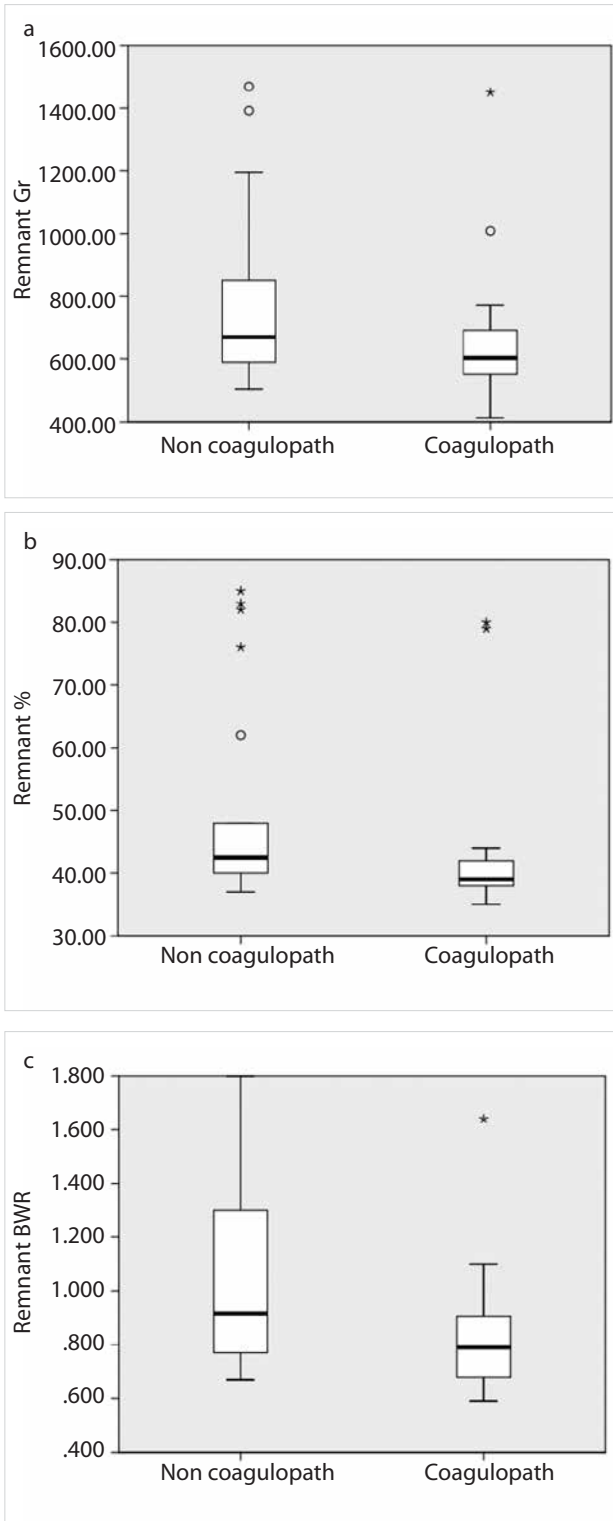 a
1600.00
1400.00
1200.00
1000.00
800.00
600.00
400.00
Remnant Gr
Non coagulopath Coagulopath
b
90.00
80.00
70.00
60.00
50.00
40.00
30.00
Remnant %
Non coagulopath Coagulopath
c
1.800
1.600
1.400
1.200
1.000
.800
.600
.400
Remnant BWR
Non coagulopath Coagulopath